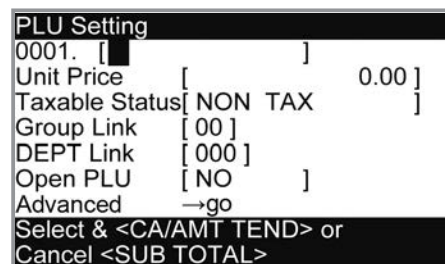 PLU Setting
0001. [ ]
Unit Price [ 0.00 ]
Taxable Status[ NON TAX ]
Group Link [ 00 ]
DEPT Link [ 000 ]
Open PLU [ NO ]
Advanced →go
Select & <CA/AMT TEND> or
Cancel <SUB TOTAL>